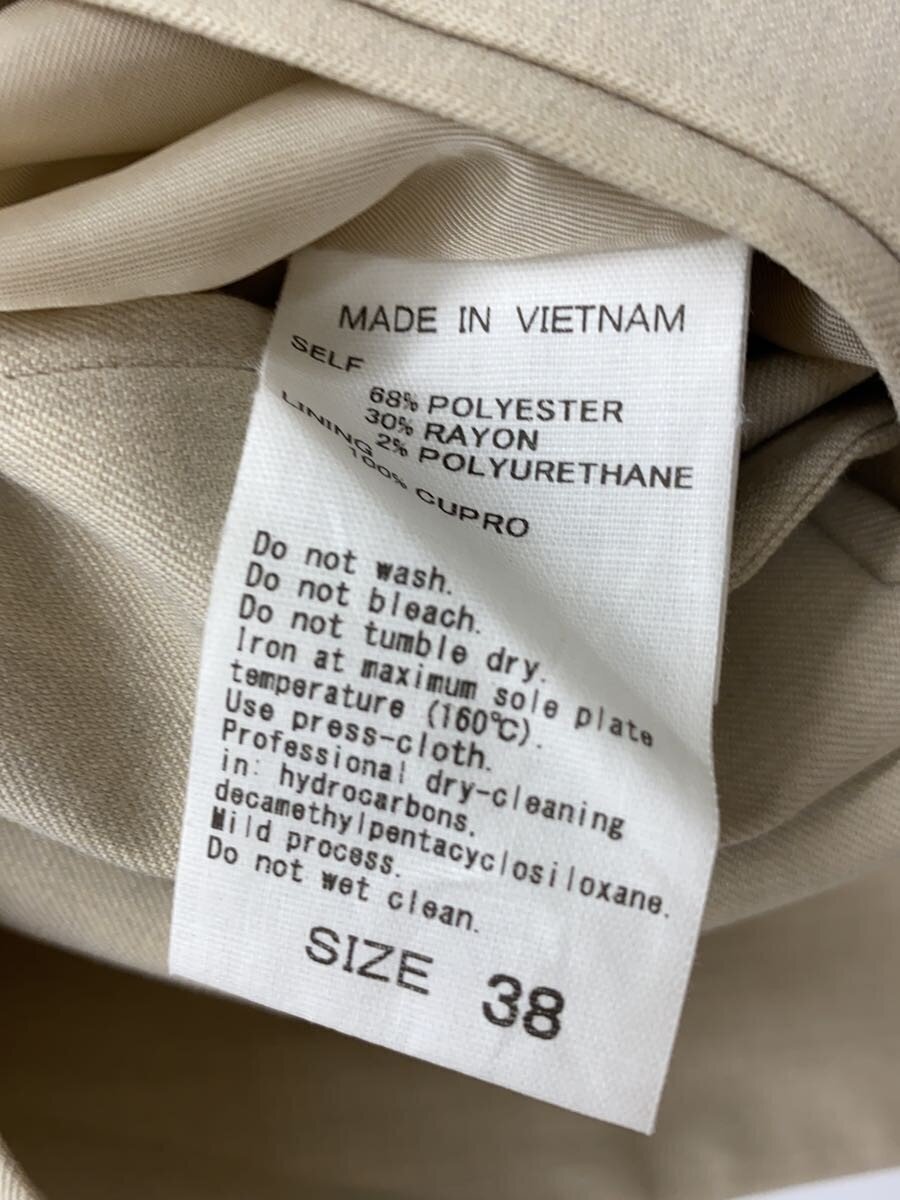 MADE IN VIETNAM
SELF
68% POLYESTER
30% RAYON
2% POLYURETHANE
LINING
100% CUPRO
Do not wash.
Do not bleach.
Do not tumble dry.
Iron at maximum sole plate
temperature (160℃).
Use press-cloth.
Professional dry-cleaning
in: hydrocarbons.
decamethylpentacyclosiloxane.
Mild process.
Do not wet clean.
SIZE 38